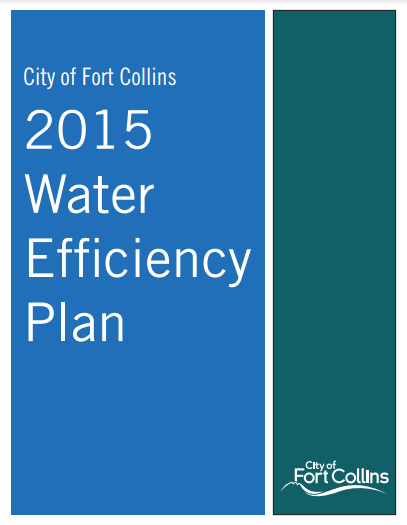 City of Fort Collins
2015
Water
Efficiency
Plan
City of
Fort Collins